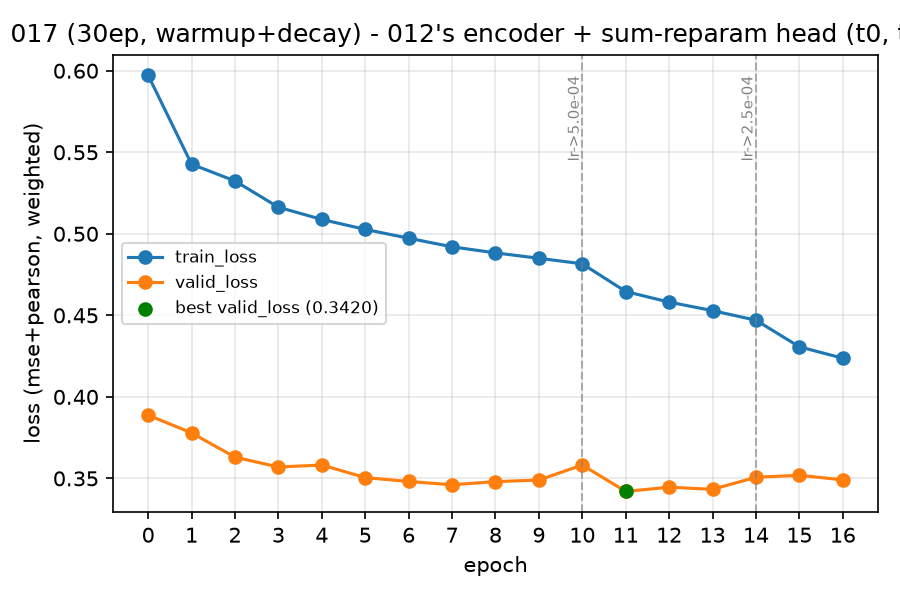 017 (30ep, warmup+decay) - 012's encoder + sum-reparam head (t0, t
loss (mse+pearson, weighted)
0.60
0.55
0.50
0.45
0.40
0.35
lr->5.0e-04
lr->2.5e-04
train_loss
valid_loss
best valid_loss (0.3420)
0 1 2 3 4 5 6 7 8 9 10 11 12 13 14 15 16
epoch